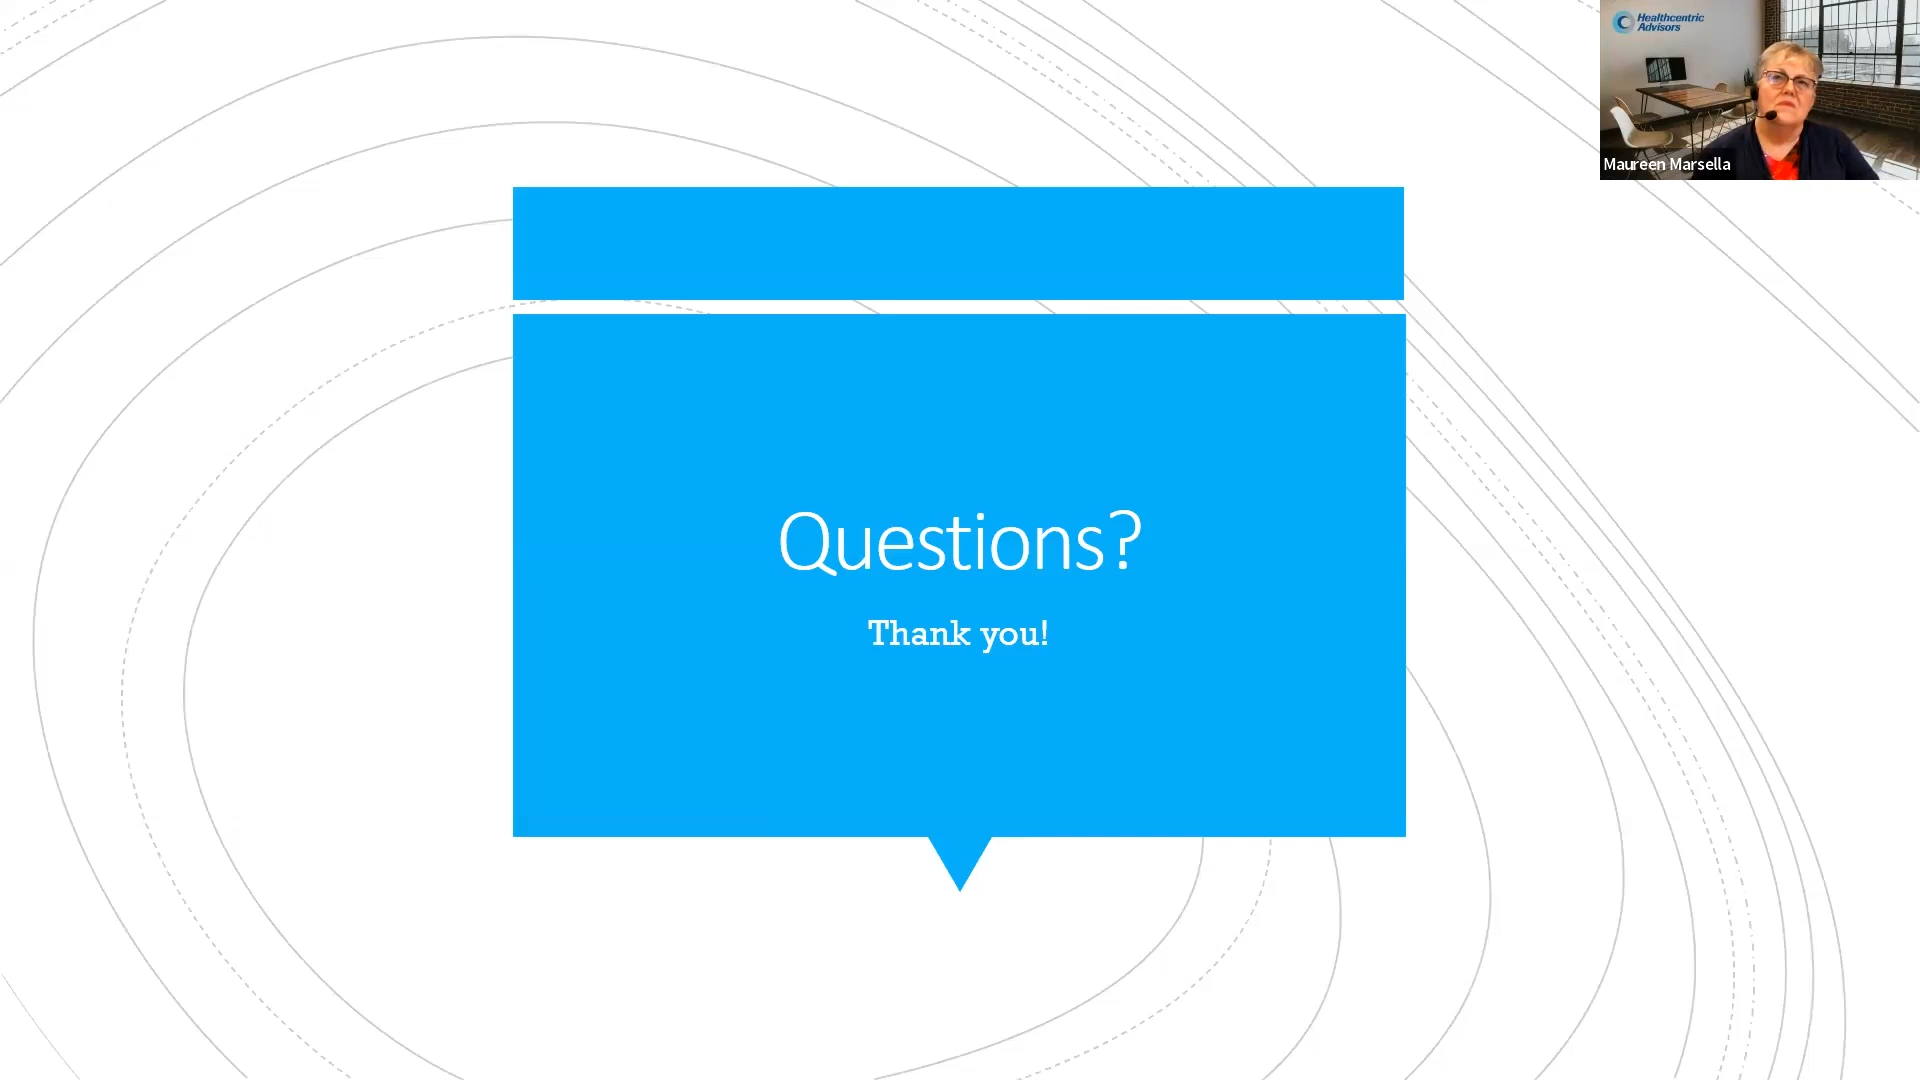 Healthcentric
Advisors
Maureen Marsella
Questions?
Thank you!